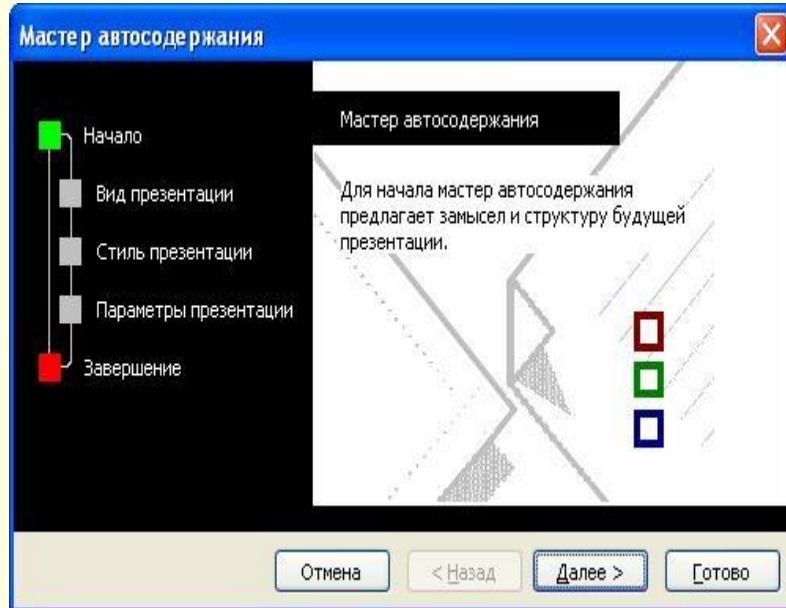 Мастер автосодержания
Начало
Вид презентации
Стиль презентации
Параметры презентации
Завершение
Мастер автосодержания
Для начала мастер автосодержания
предлагает замысел и структуру будущей
презентации.
Отмена
< Назад
Далее >
Готово